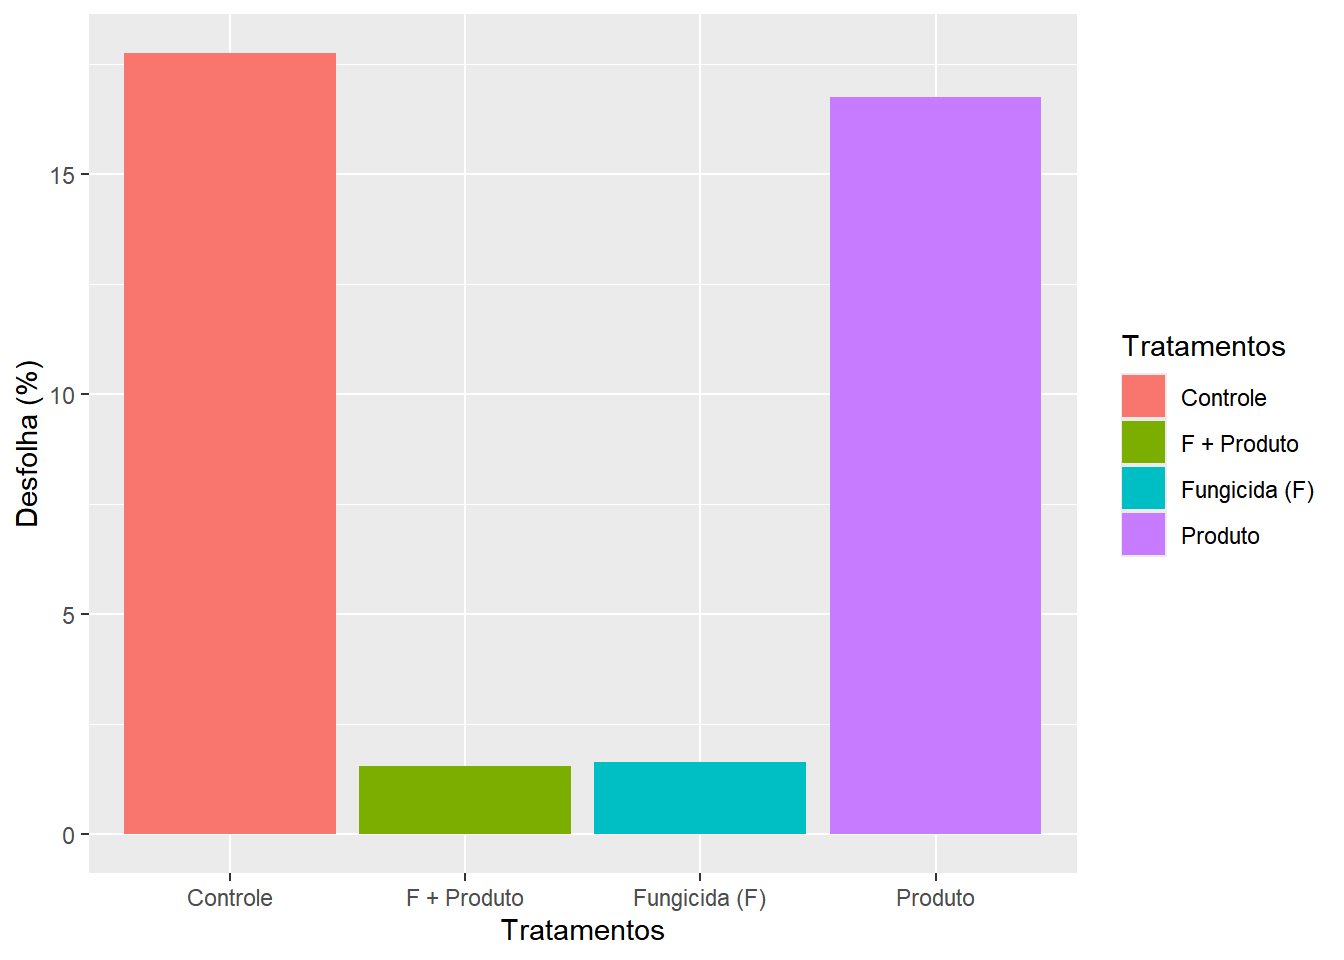 Desfolha (%)
15
10
5
0
Controle
F + Produto
Fungicida (F)
Produto
Tratamentos
Tratamentos
Controle
F + Produto
Fungicida (F)
Produto